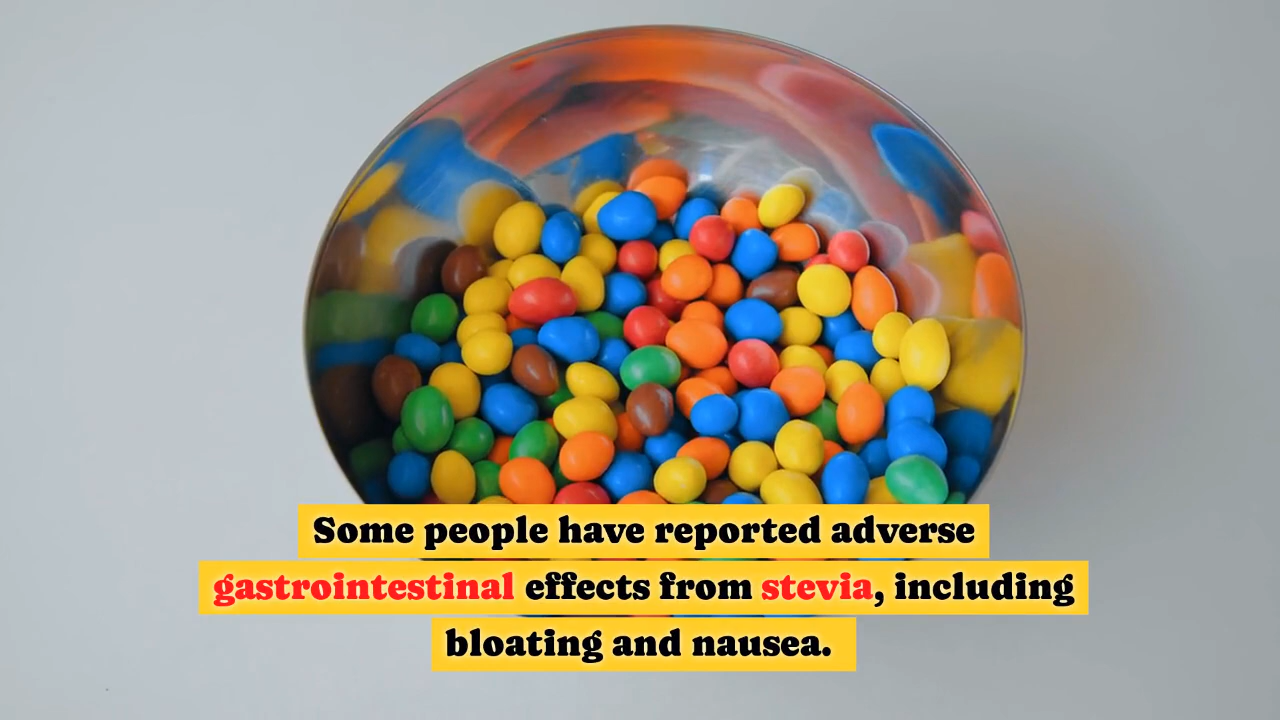 Some people have reported adverse
gastrointestinal effects from stevia, including
bloating and nausea.